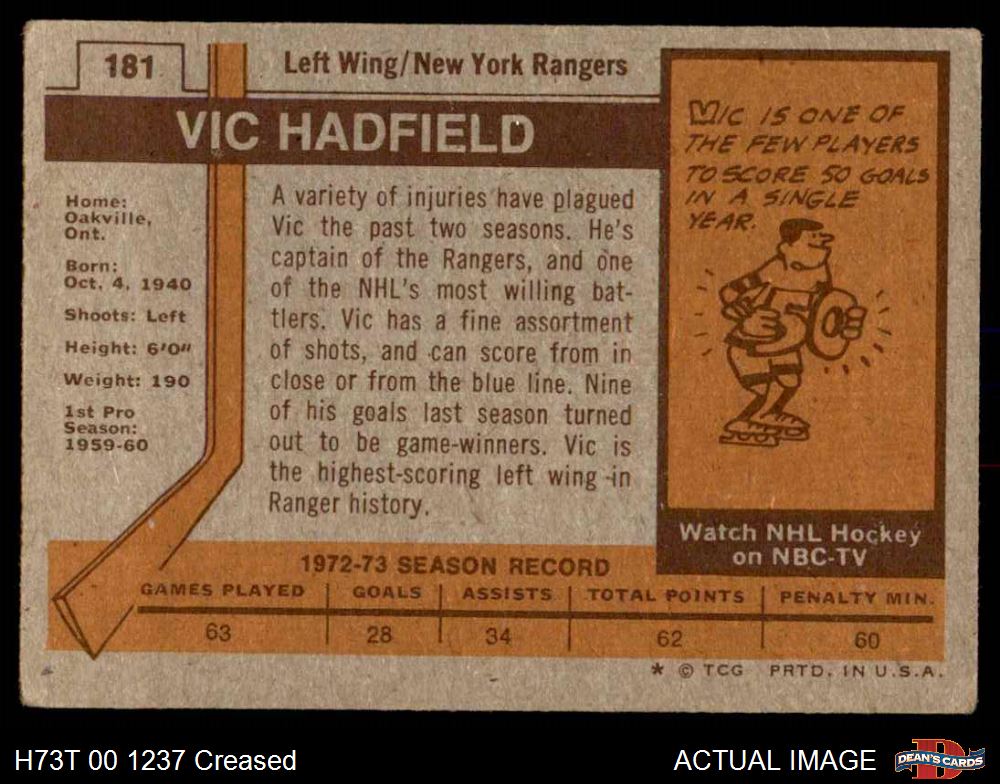 181
Left Wing/New York Rangers
VIC HADFIELD
Home:
Oakville,
Ont.
Born:
Oct. 4, 1940
Shoots: Left
Height: 6'0"
Weight: 190
1st Pro
Season:
1959-60
A variety of injuries have plagued
Vic the past two seasons. He's
captain of the Rangers, and one
of the NHL's most willing bat-
tlers. Vic has a fine assortment
of shots, and can score from in
close or from the blue line. Nine
of his goals last season turned
out to be game-winners. Vic is
the highest-scoring left wing in
Ranger history.
VIC IS ONE OF
THE FEW PLAYERS
TO SCORE 50 GOALS
IN A SINGLE
YEAR.
50
Watch NHL Hockey
on NBC-TV
1972-73 SEASON RECORD
GAMES PLAYED GOALS ASSISTS TOTAL POINTS PENALTY MIN.
63 28 34 62 60
* © TCG PRTD. IN U.S.A.
H73T 00 1237 Creased
ACTUAL IMAGE
DEAN'S CARDS